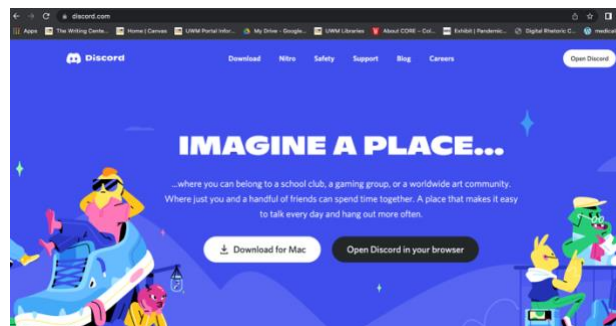 discord.com
Apps The Writing Cente... Home | Canvas UWM Portal Infor... My Drive - Google... UWM Libraries About CORE – Col... Exhibit | Pandemic... Digital Rhetoric C... medical
Discord Download Nitro Safety Support Blog Careers Open Discord
IMAGINE A PLACE...
...where you can belong to a school club, a gaming group, or a worldwide art community.
Where just you and a handful of friends can spend time together. A place that makes it easy
to talk every day and hang out more often.
Download for Mac Open Discord in your browser